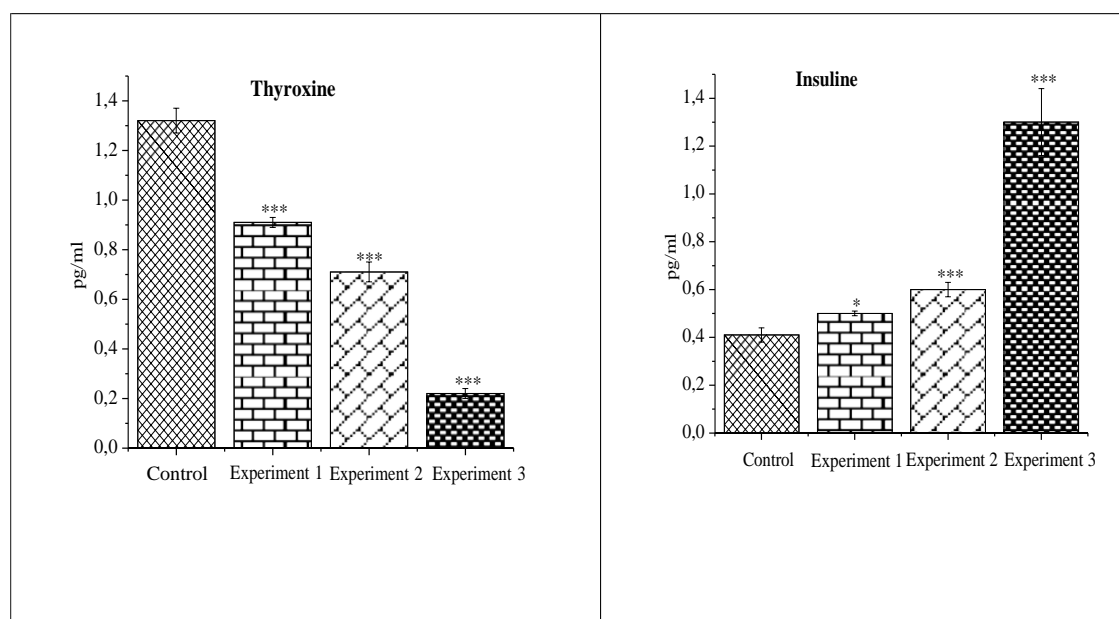 Thyroxine
1,4
1,2
1,0
0,8
0,6
0,4
0,2
0,0
pg/ml
***
***
***
Control
Experiment 1
Experiment 2
Experiment 3
Insuline
1,4
1,2
1,0
0,8
0,6
0,4
0,2
0,0
pg/ml
*
***
***
Control
Experiment 1
Experiment 2
Experiment 3